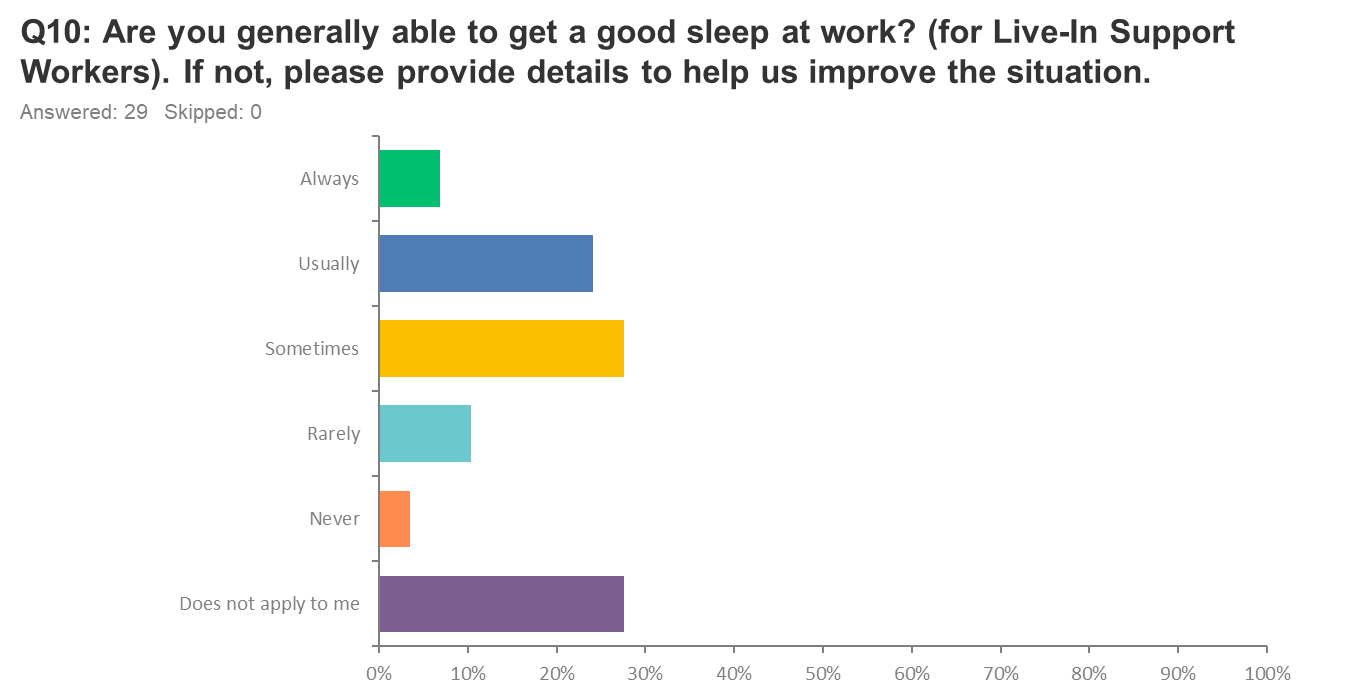 Q10: Are you generally able to get a good sleep at work? (for Live-In Support
Workers). If not, please provide details to help us improve the situation.
Answered: 29 Skipped: 0
Always
Usually
Sometimes
Rarely
Never
Does not apply to me
0% 10% 20% 30% 40% 50% 60% 70% 80% 90% 100%